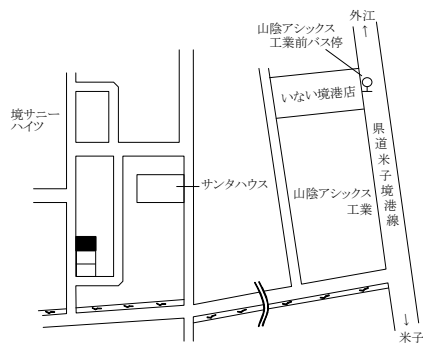 外江
↑
山陰アシックス
工業前バス停
いない境港店
境サニー
ハイツ
サンタハウス
山陰アシックス
工業
県道米子境港線
↓
米子